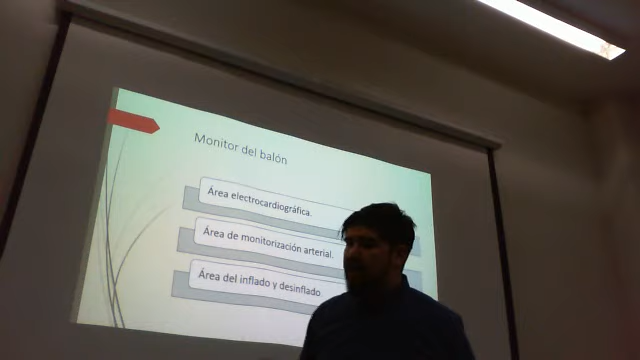 Monitor del balón
Área electrocardiográfica.
Área de monitorización arterial.
Área del inflado y desinflado